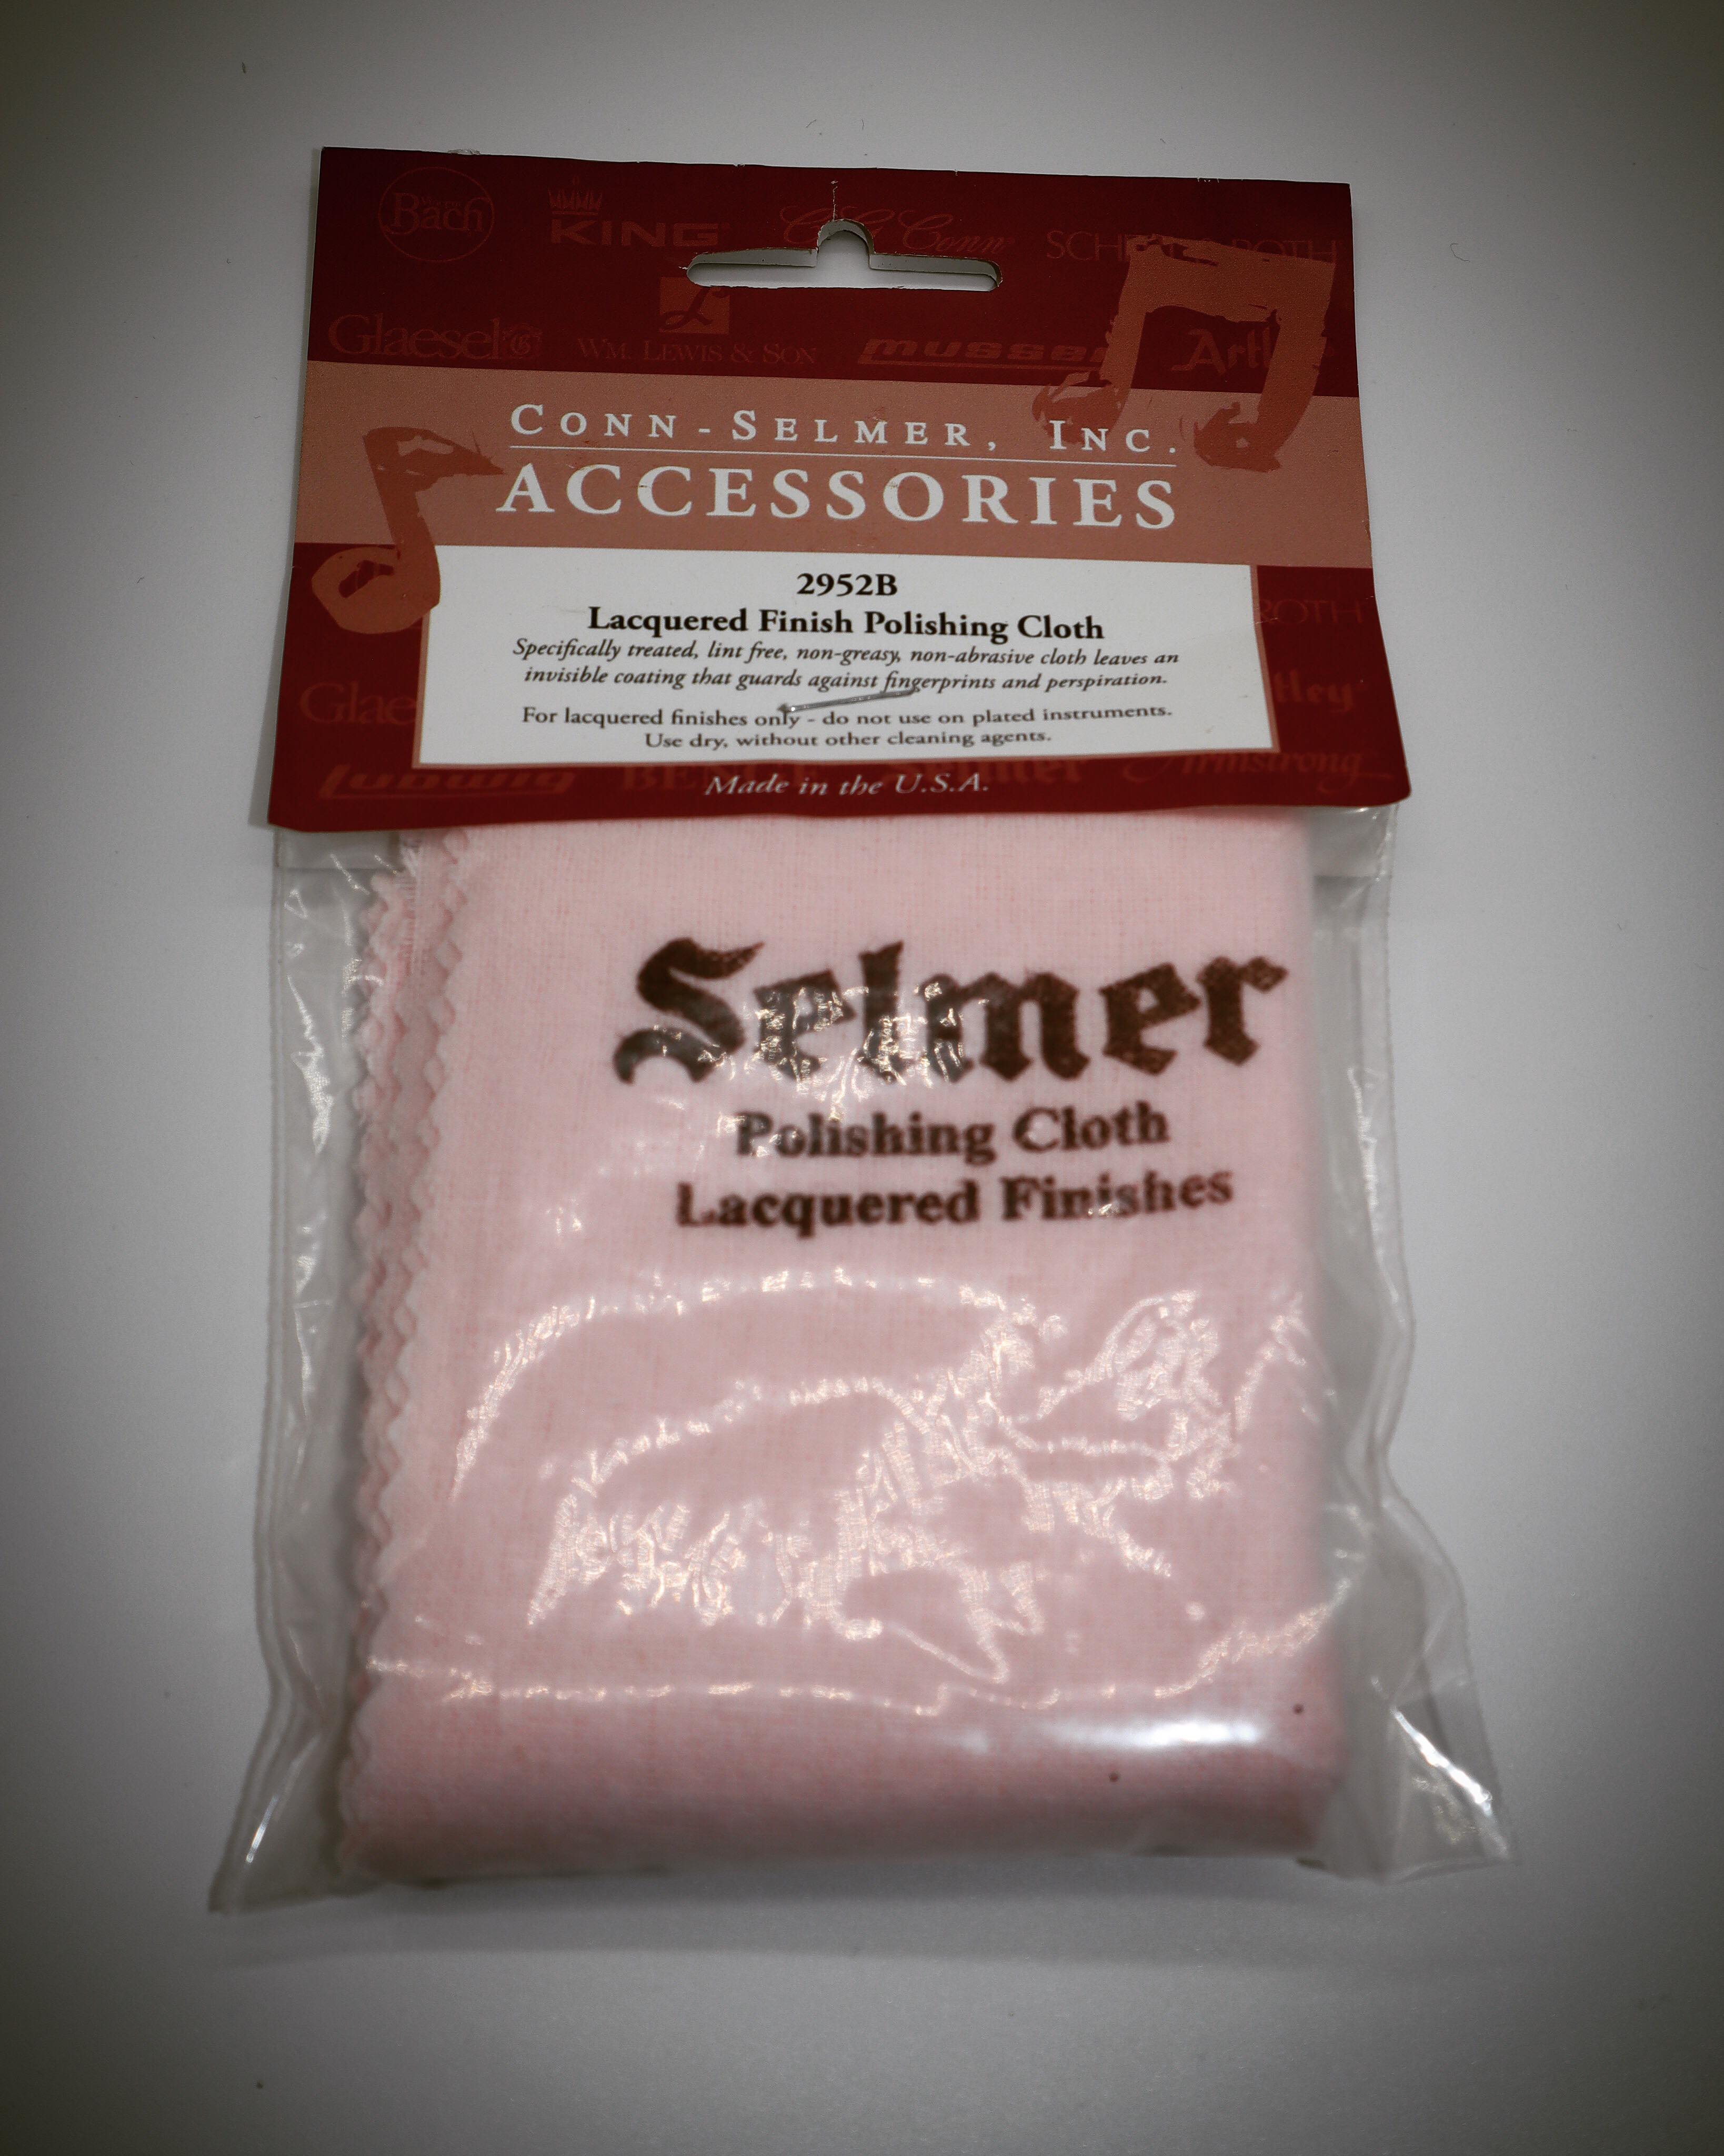 Bach
KING
C.G. Conn
Glaesel
WM. LEWIS & SON
CONN-SELMER, INC.
ACCESSORIES
2952B
Lacquered Finish Polishing Cloth
Specifically treated, lint free, non-greasy, non-abrasive cloth leaves an
invisible coating that guards against fingerprints and perspiration.
For lacquered finishes only - do not use on plated instruments.
Use dry, without other cleaning agents.
Ludwig Armstrong
Made in the U.S.A.
Selmer
Polishing Cloth
Lacquered Finishes